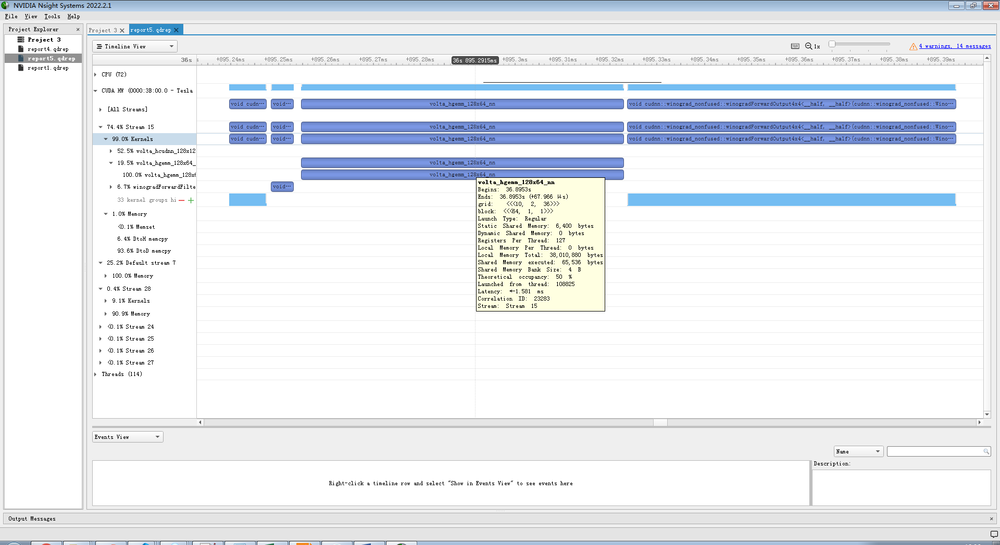 NVIDIA Nsight Systems 2022.2.1
File View Tools Help
Project Explorer
Project 3
report4.qdrep
report5.qdrep
report1.qdrep
Project 3 report5.qdrep
Timeline View
1x
4 warnings, 14 messages
36s
s +895.24ms +895.25ms +895.26ms +895.27ms +895.28ms 36s 895.2915ms +895.3ms +895.31ms +895.32ms +895.33ms +895.34ms +895.35ms +895.36ms +895.37ms +895.38ms +895.39ms
CPU (72)
CUDA HW (0000:3B:00.0 - Tesla
[All Streams] void cudn··· void··· volta_hgemm_128x64_nn void cudnn::winograd_nonfused::winogradForwardOutput4x4<__half, __half>(cudnn::winograd_nonfused::Wino···
74.4% Stream 15 void cudn··· void··· volta_hgemm_128x64_nn void cudnn::winograd_nonfused::winogradForwardOutput4x4<__half, __half>(cudnn::winograd_nonfused::Wino···
99.0% Kernels void cudn··· void··· volta_hgemm_128x64_nn void cudnn::winograd_nonfused::winogradForwardOutput4x4<__half, __half>(cudnn::winograd_nonfused::Wino···
52.5% volta_hcudnn_128x12
19.5% volta_hgemm_128x64_ volta_hgemm_128x64_nn
100.0% volta_hgemm_128x6 volta_hgemm_128x64_nn
6.7% winogradForwardFilte void···
33 kernel groups hi
1.0% Memory
<0.1% Memset
6.4% DtoH memcpy
93.6% DtoD memcpy
25.2% Default stream 7
100.0% Memory
0.4% Stream 28
9.1% Kernels
90.9% Memory
<0.1% Stream 24
<0.1% Stream 25
<0.1% Stream 26
<0.1% Stream 27
Threads (114)
volta_hgemm_128x64_nn
Begins: 36.8953s
Ends: 36.8953s (+67.966 μs)
grid: <<<10, 2, 36>>>
block: <<<64, 1, 1>>>
Launch Type: Regular
Static Shared Memory: 6,400 bytes
Dynamic Shared Memory: 0 bytes
Registers Per Thread: 127
Local Memory Per Thread: 0 bytes
Local Memory Total: 38,010,880 bytes
Shared Memory executed: 65,536 bytes
Shared Memory Bank Size: 4 B
Theoretical occupancy: 50 %
Launched from thread: 108825
Latency: ←1.581 ms
Correlation ID: 23283
Stream: Stream 15
Events View
Name
Description:
Right-click a timeline row and select "Show in Events View" to see events here
Output Messages